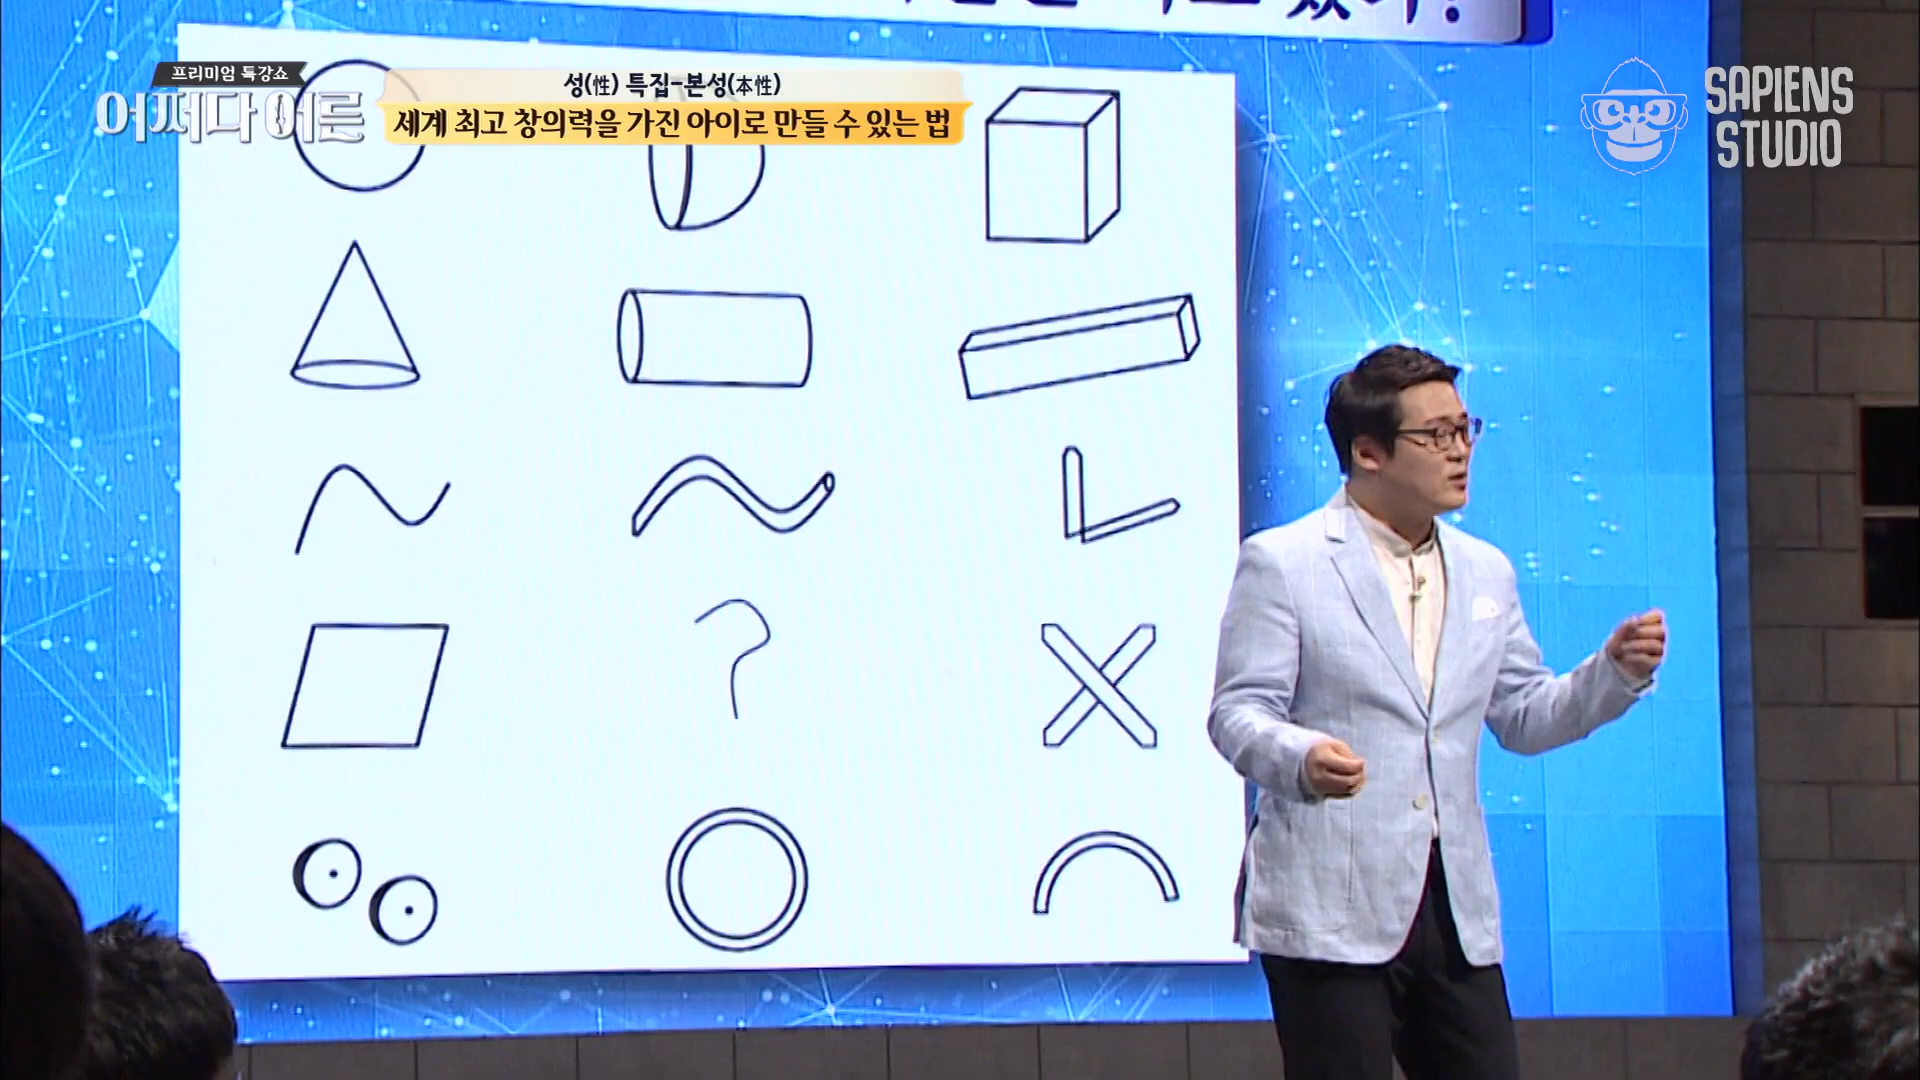 프리미엄 특강쇼
어쩌다 어른
성(性) 특집-본성(本性)
세계 최고 창의력을 가진 아이로 만들 수 있는 법
SAPIENS
STUDIO